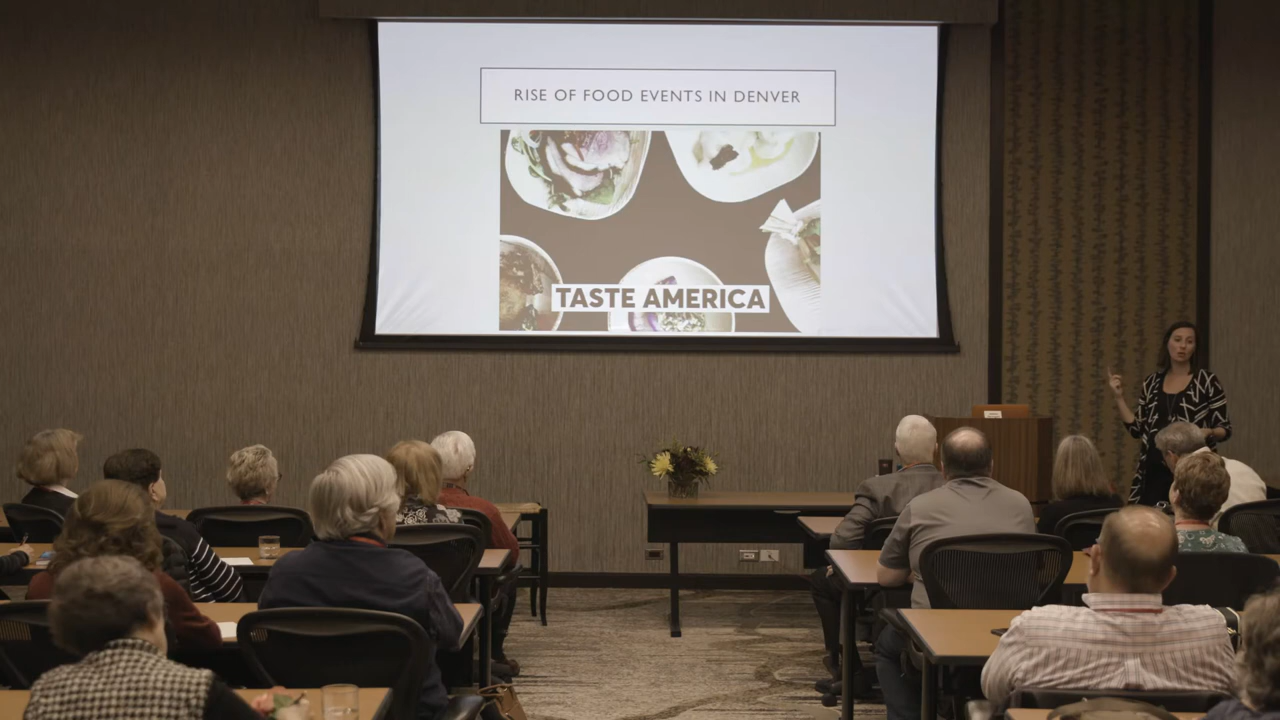 RISE OF FOOD EVENTS IN DENVER
TASTE AMERICA